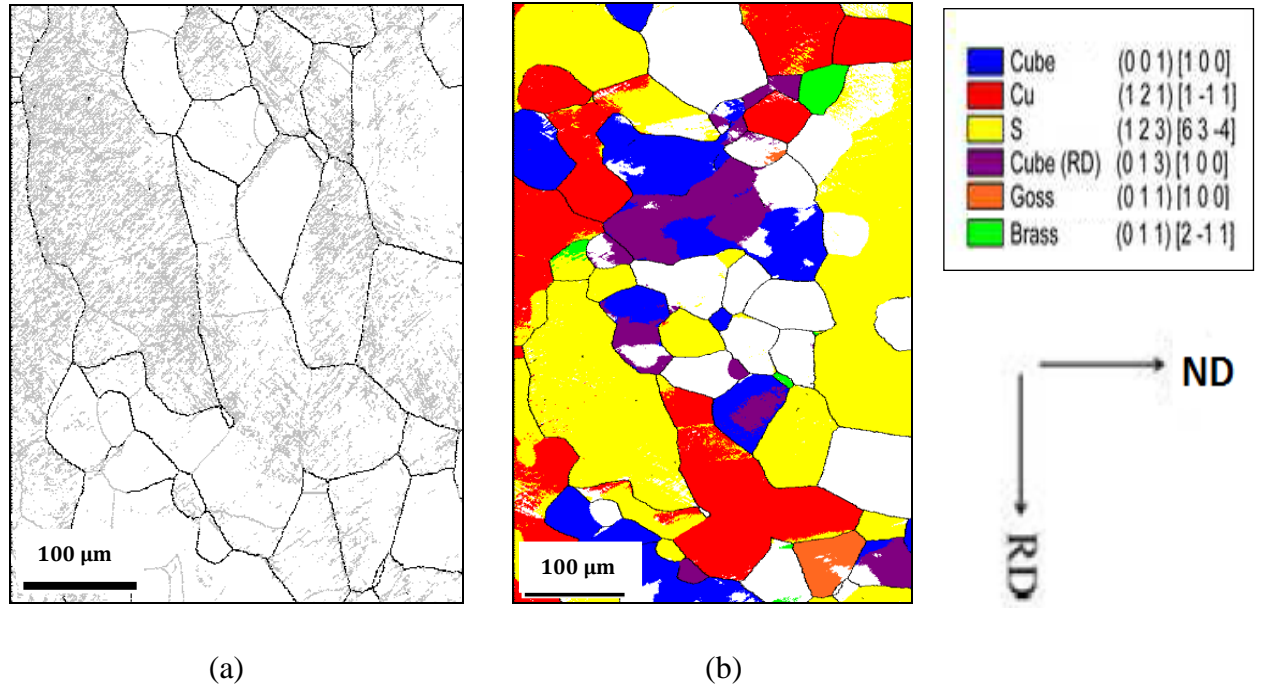 100 µm
(a)
100 µm
(b)
Cube (0 0 1) [1 0 0]
Cu (1 2 1) [1 -1 1]
S (1 2 3) [6 3 -4]
Cube (RD) (0 1 3) [1 0 0]
Goss (0 1 1) [1 0 0]
Brass (0 1 1) [2 -1 1]
ND
RD